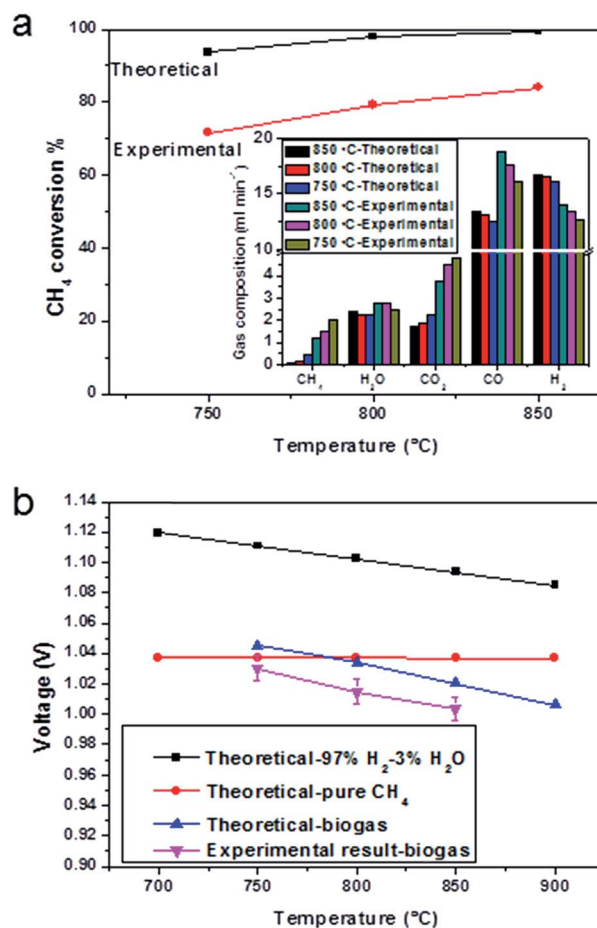 a
100
80
60
40
20
0
CH₄ conversion %
Theoretical
Experimental
850 °C-Theoretical
800 °C-Theoretical
750 °C-Theoretical
850 °C-Experimental
800 °C-Experimental
750 °C-Experimental
Gas composition (ml min⁻¹)
20
15
10
4
2
0
CH₄ H₂O CO₂ CO H₂
750 800 850
Temperature (°C)
b
1.14
1.12
1.10
1.08
1.06
1.04
1.02
1.00
0.98
0.96
0.94
0.92
0.90
Voltage (V)
Theoretical-97% H₂-3% H₂O
Theoretical-pure CH₄
Theoretical-biogas
Experimental result-biogas
700 750 800 850 900
Temperature (°C)